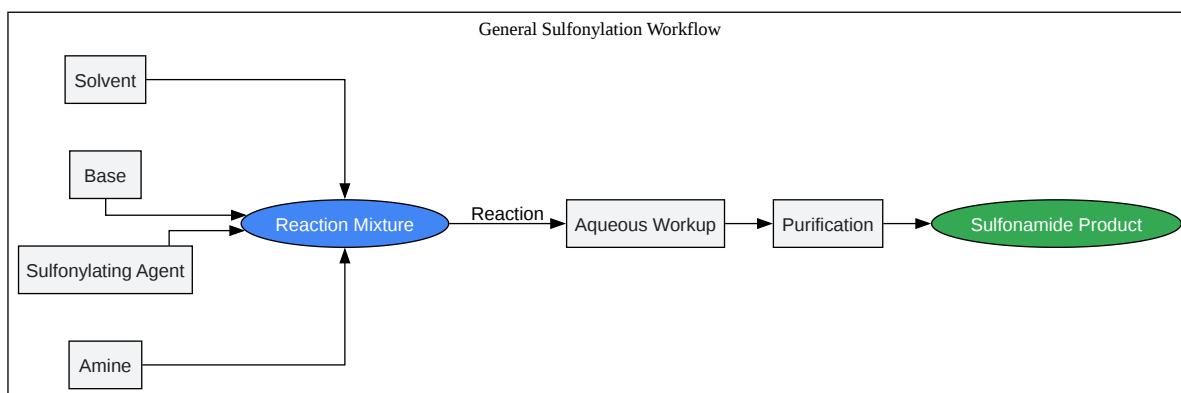 General Sulfonylation Workflow
Solvent
Base
Sulfonylating Agent
Amine
Reaction Mixture
Reaction
Aqueous Workup
Purification
Sulfonamide Product